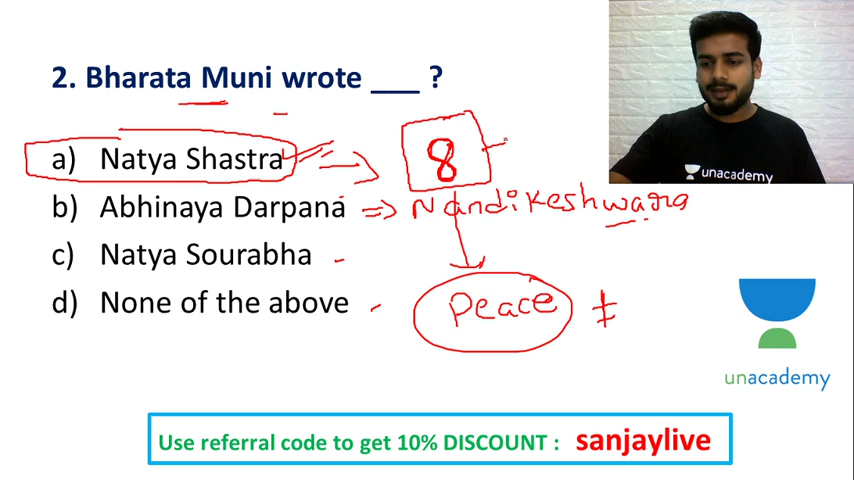 2. Bharata Muni wrote ___ ?
a) Natya Shastra
8
b) Abhinaya Darpana => Nandikeshwara
c) Natya Sourabha
d) None of the above
Peace
unacademy
unacademy
Use referral code to get 10% DISCOUNT : sanjaylive